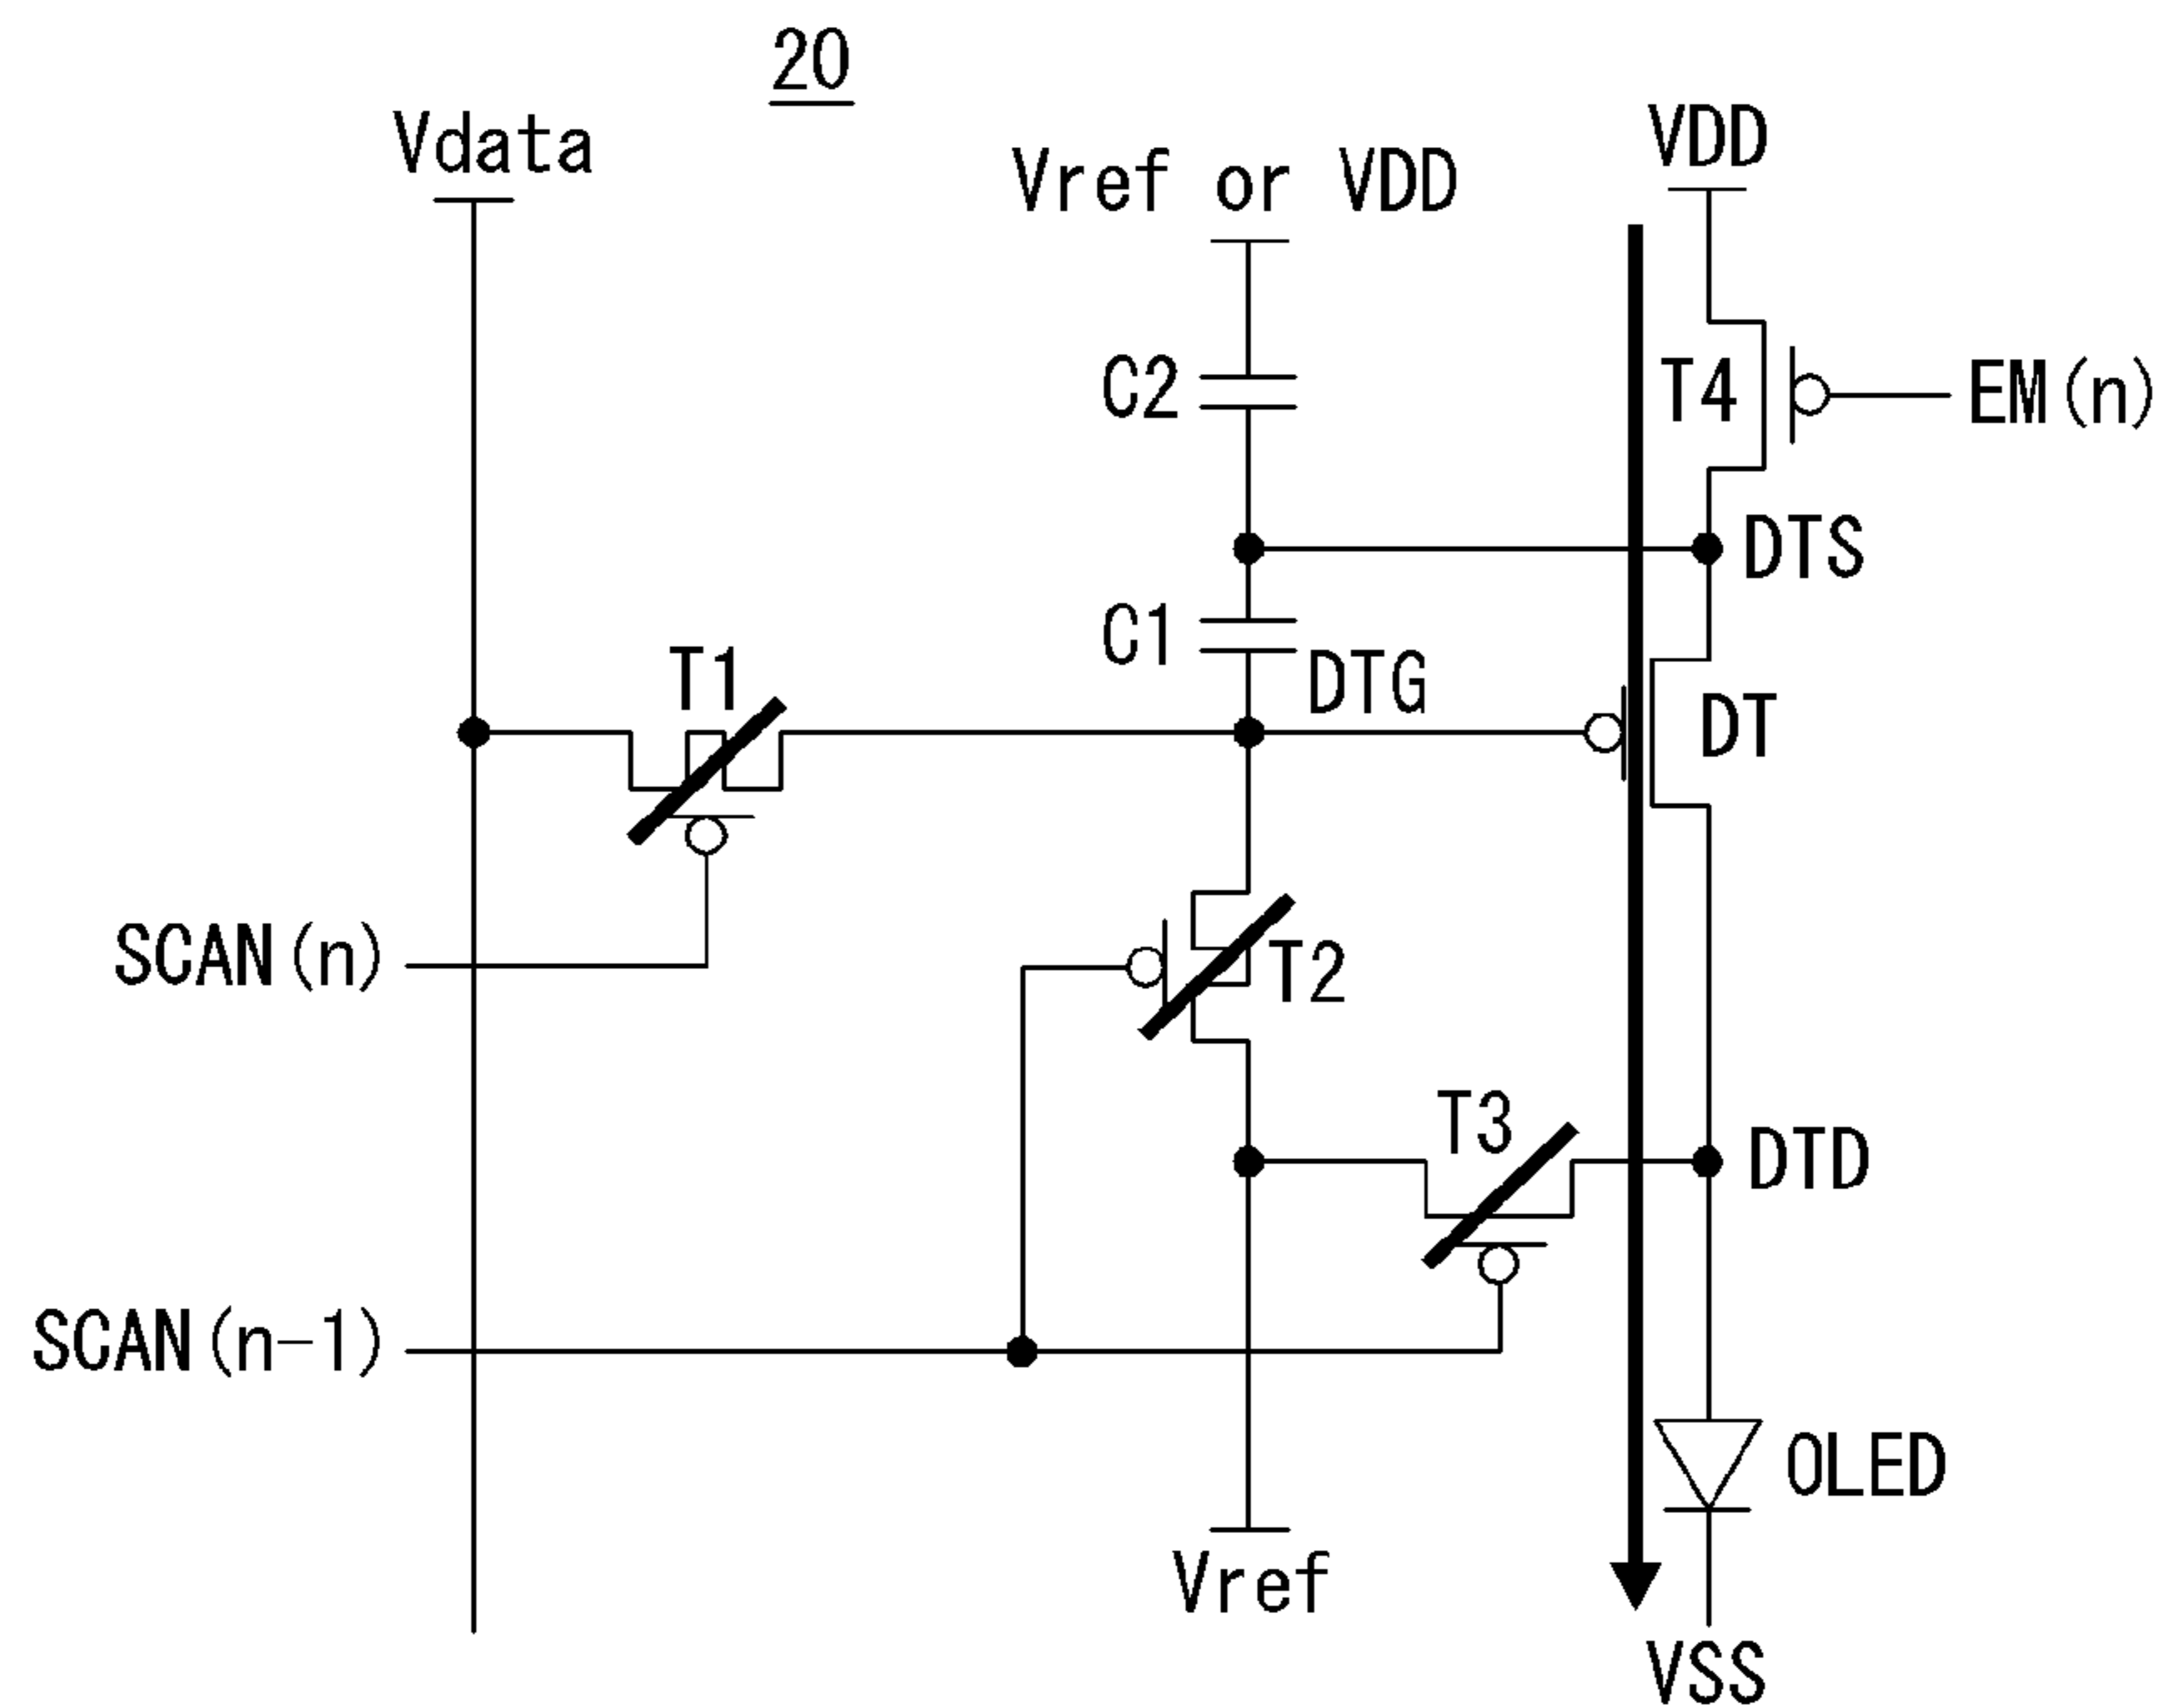 20
Vdata
Vref or VDD
VDD
C2
T4
EM(n)
DTS
C1
T1
DTG
DT
SCAN(n)
T2
T3
DTD
SCAN(n-1)
OLED
Vref
VSS